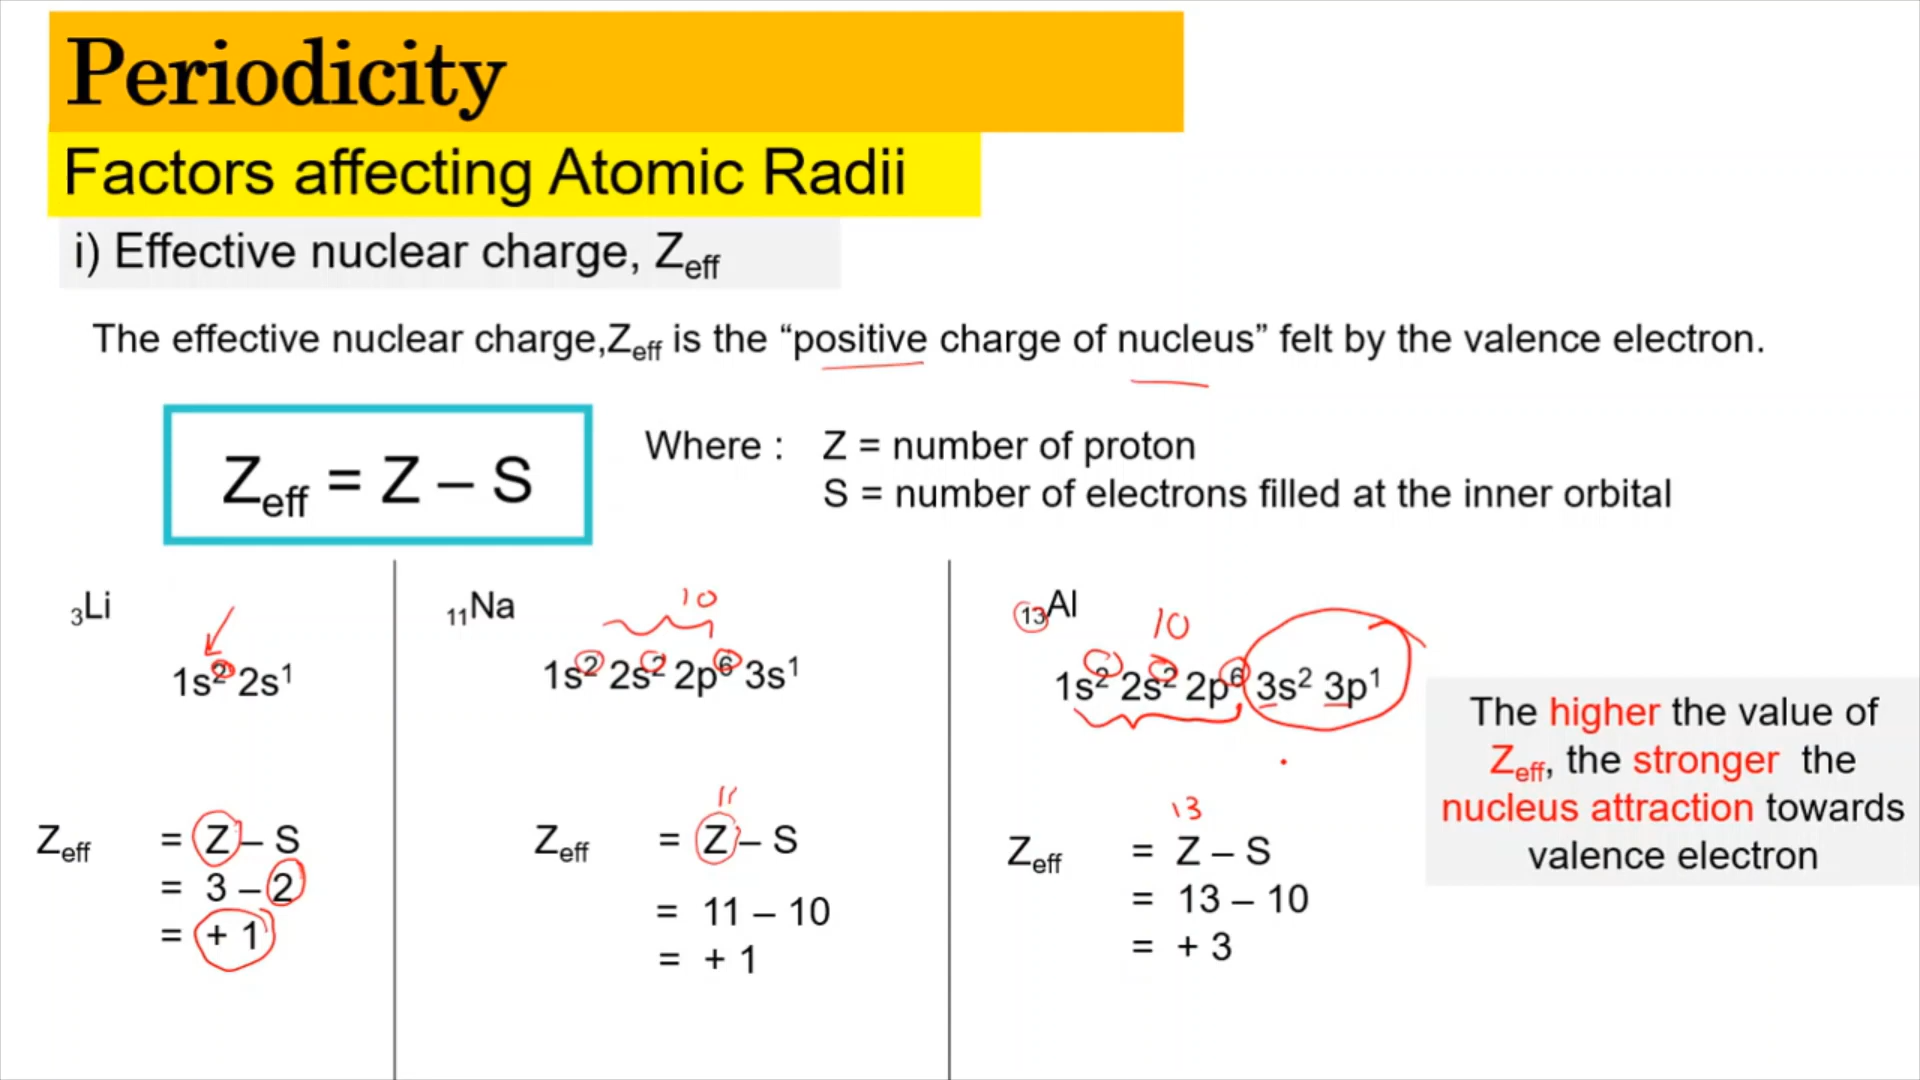 Periodicity
Factors affecting Atomic Radii
i) Effective nuclear charge, Zeff
The effective nuclear charge,Zeff is the “positive charge of nucleus” felt by the valence electron.
Zeff = Z – S
Where : Z = number of proton
S = number of electrons filled at the inner orbital
3Li
1s² 2s¹
Zeff = Z – S
= 3 – 2
= + 1
11Na
10
1s² 2s² 2p⁶ 3s¹
11
Zeff = Z – S
= 11 – 10
= + 1
13Al
10
1s² 2s² 2p⁶ 3s² 3p¹
13
Zeff = Z – S
= 13 – 10
= + 3
The higher the value of
Zeff, the stronger the
nucleus attraction towards
valence electron